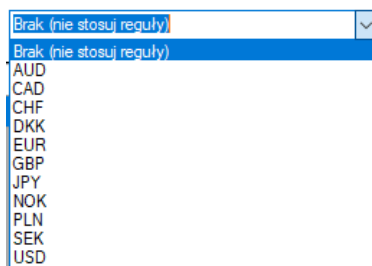 Brak (nie stosuj reguły)
Brak (nie stosuj reguły)
AUD
CAD
CHF
DKK
EUR
GBP
JPY
NOK
PLN
SEK
USD